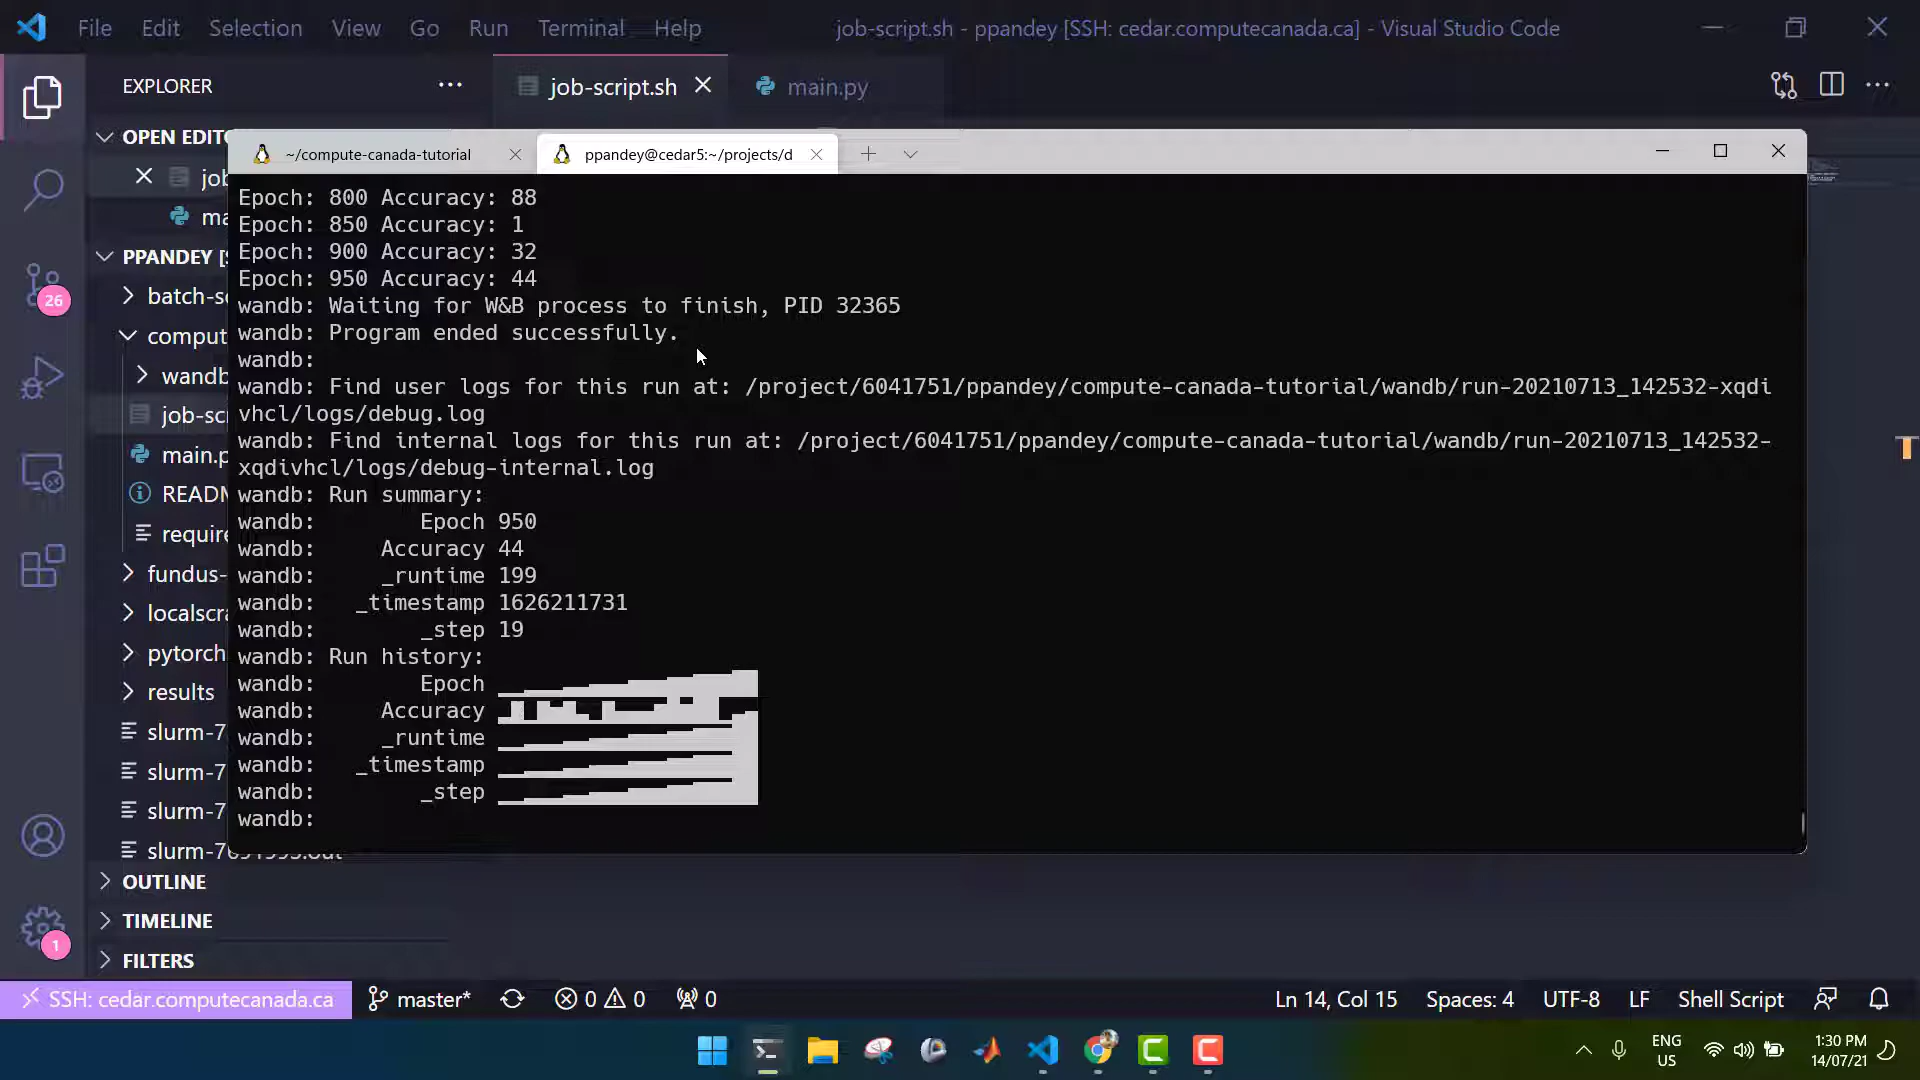 File Edit Selection View Go Run Terminal Help
job-script.sh - ppandey [SSH: cedar.computecanada.ca] - Visual Studio Code
EXPLORER
job-script.sh
main.py
OPEN EDITO
~/compute-canada-tutorial
ppandey@cedar5:~/projects/d
job
ma
PPANDEY [S
batch-sc
comput
wandb
job-scr
main.p
READM
require
fundus-
localscra
pytorch
results
slurm-7
slurm-7
slurm-7
OUTLINE
TIMELINE
FILTERS
26
1
Epoch: 800 Accuracy: 88
Epoch: 850 Accuracy: 1
Epoch: 900 Accuracy: 32
Epoch: 950 Accuracy: 44
wandb: Waiting for W&B process to finish, PID 32365
wandb: Program ended successfully.
wandb:
wandb: Find user logs for this run at: /project/6041751/ppandey/compute-canada-tutorial/wandb/run-20210713_142532-xqdi
vhcl/logs/debug.log
wandb: Find internal logs for this run at: /project/6041751/ppandey/compute-canada-tutorial/wandb/run-20210713_142532-
xqdivhcl/logs/debug-internal.log
wandb: Run summary:
wandb: Epoch 950
wandb: Accuracy 44
wandb: _runtime 199
wandb: _timestamp 1626211731
wandb: _step 19
wandb: Run history:
wandb: Epoch
wandb: Accuracy
wandb: _runtime
wandb: _timestamp
wandb: _step
wandb:
SSH: cedar.computecanada.ca
master*
0 0
0
Ln 14, Col 15
Spaces: 4
UTF-8
LF
Shell Script
ENG
US
1:30 PM
14/07/21